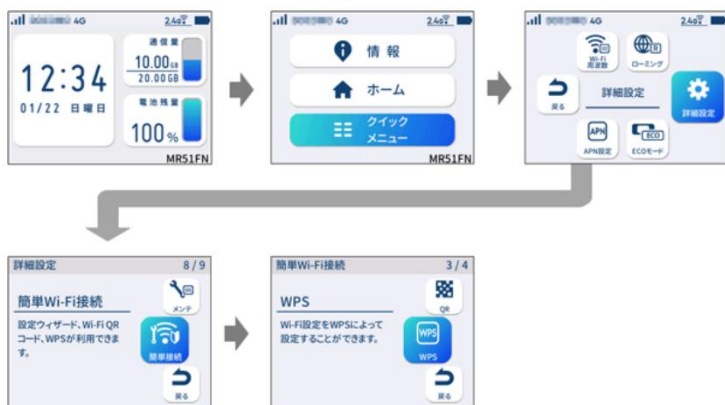 4G 2.4G
12:34
01/22 日曜日
通信量
10.00GB
20.00GB
電池残量
100%
MR51FN
4G 2.4G
情報
ホーム
クイック
メニュー
MR51FN
4G 2.4G
Wi-Fi
周波数
ローミング
戻る
詳細設定
詳細設定
APN
APN設定
ECO
ECOモード
詳細設定 8/9
簡単Wi-Fi接続
設定ウィザード、Wi-Fi QR
コード、WPSが利用できま
す。
メンテ
簡単接続
戻る
簡単Wi-Fi接続 3/4
WPS
Wi-Fi設定をWPSによって
設定することができます。
QR
WPS
WPS
戻る